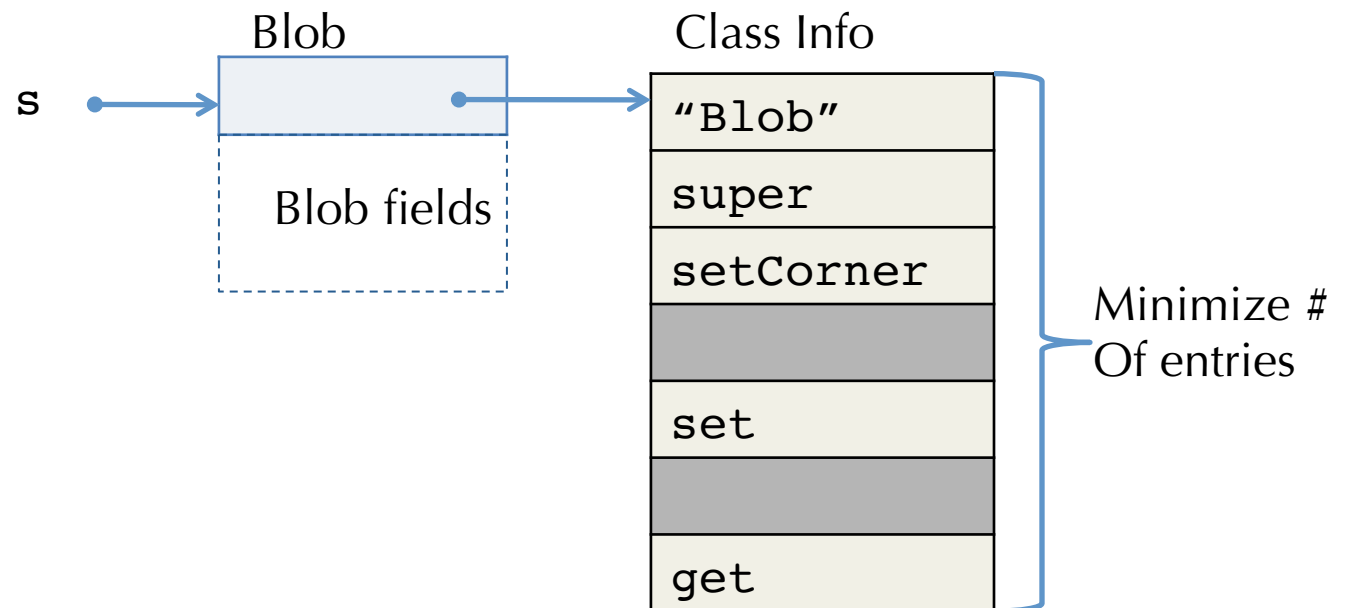 Blob
Class Info
s
“Blob”
super
Blob fields
setCorner
Minimize #
Of entries
set
get